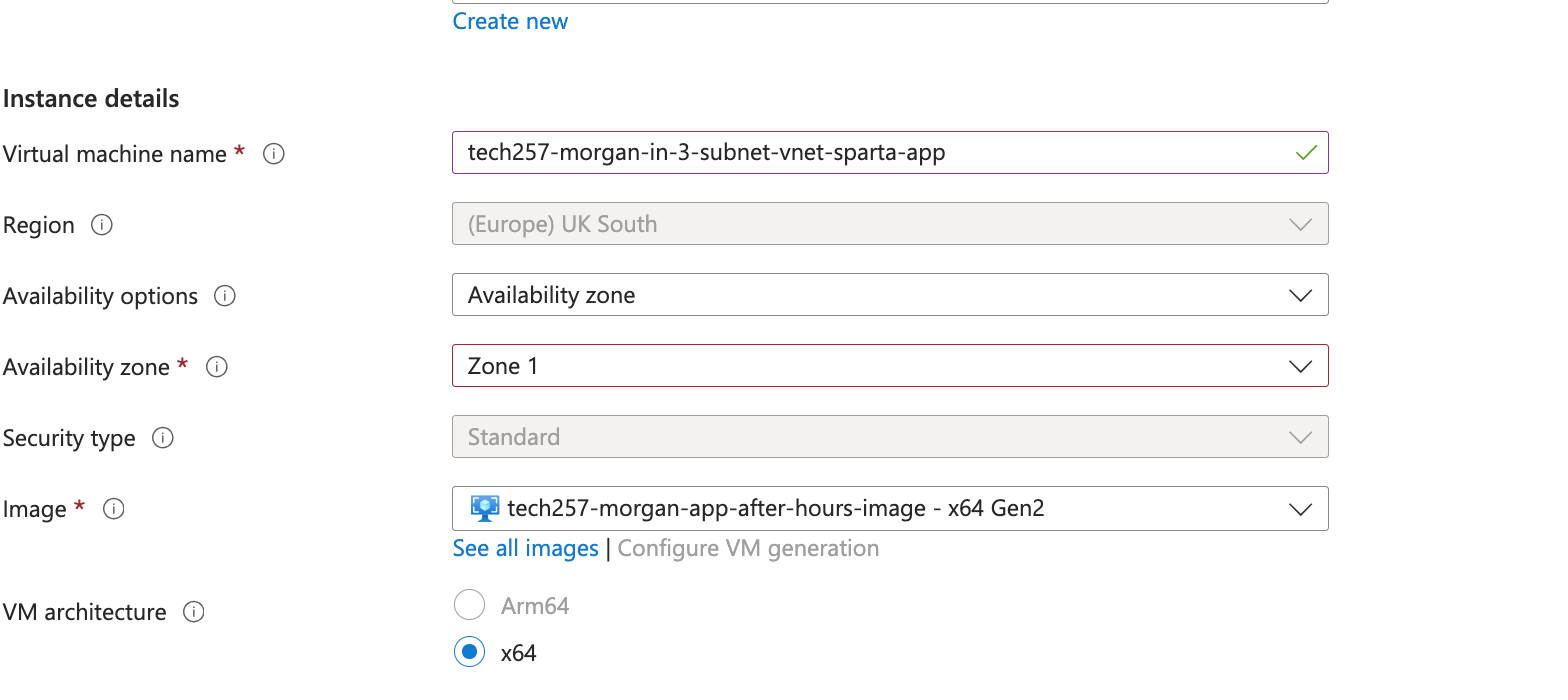 Create new
Instance details
Virtual machine name * tech257-morgan-in-3-subnet-vnet-sparta-app
Region (Europe) UK South
Availability options Availability zone
Availability zone * Zone 1
Security type Standard
Image * tech257-morgan-app-after-hours-image - x64 Gen2
See all images | Configure VM generation
VM architecture Arm64
x64